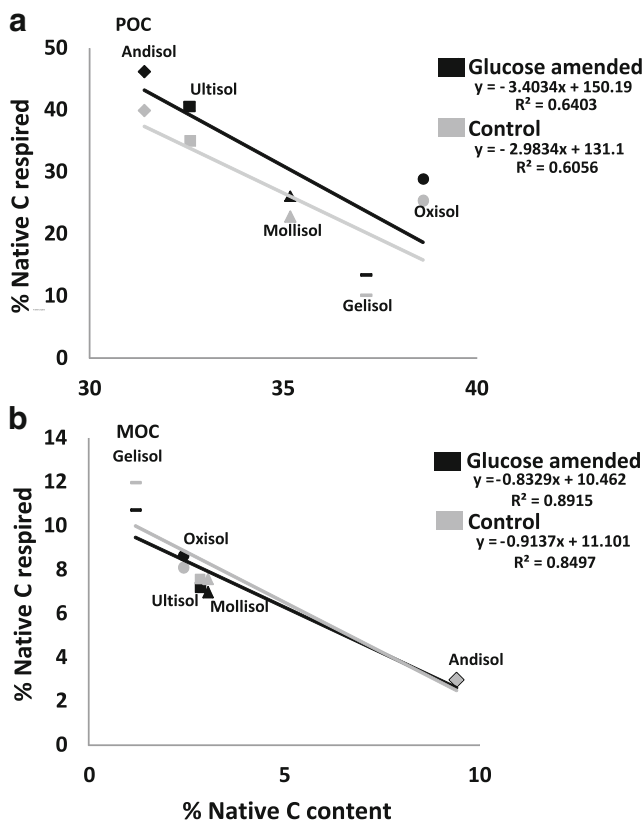 a
POC
50
40
30
20
10
0
% Native C respired
30
35
40
Andisol
Ultisol
Mollisol
Gelisol
Oxisol
Glucose amended
y = - 3.4034x + 150.19
R² = 0.6403
Control
y = - 2.9834x + 131.1
R² = 0.6056
b
MOC
14
12
10
8
6
4
2
0
% Native C respired
0
5
10
% Native C content
Gelisol
Oxisol
Ultisol
Mollisol
Andisol
Glucose amended
y =-0.8329x + 10.462
R² = 0.8915
Control
y =-0.9137x + 11.101
R² = 0.8497